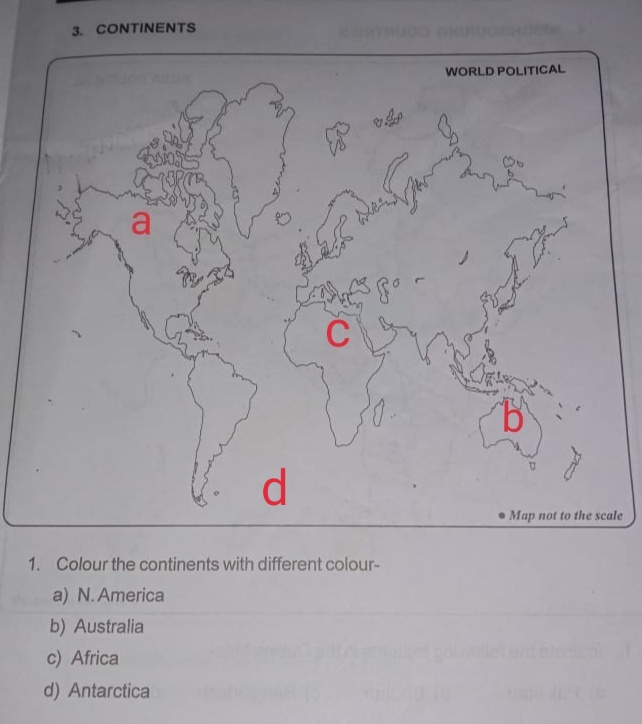 3. CONTINENTS
WORLD POLITICAL
a
c
b
d
• Map not to the scale
1. Colour the continents with different colour-
a) N. America
b) Australia
c) Africa
d) Antarctica